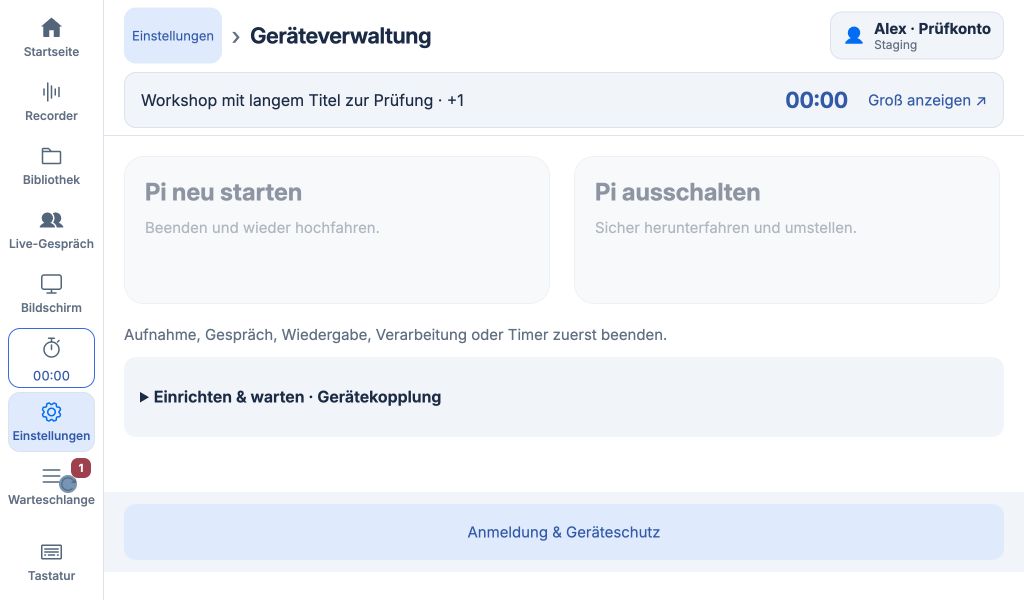 Startseite
Recorder
Bibliothek
Live-Gespräch
Bildschirm
00:00
Einstellungen
1
Warteschlange
Tastatur
Einstellungen › Geräteverwaltung
Alex · Prüfkonto
Staging
Workshop mit langem Titel zur Prüfung · +1
00:00
Groß anzeigen ↗
Pi neu starten
Beenden und wieder hochfahren.
Pi ausschalten
Sicher herunterfahren und umstellen.
Aufnahme, Gespräch, Wiedergabe, Verarbeitung oder Timer zuerst beenden.
Einrichten & warten · Gerätekopplung
Anmeldung & Geräteschutz